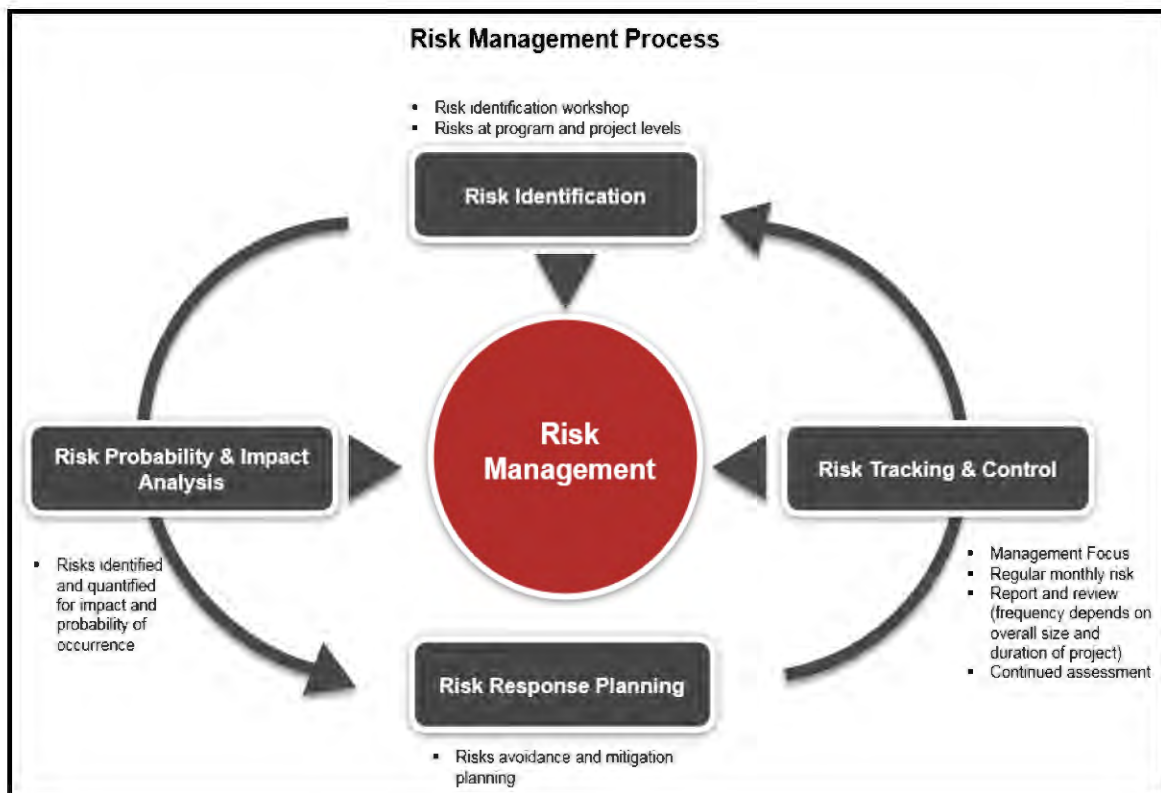 Risk Management Process
▪ Risk identification workshop
▪ Risks at program and project levels
Risk Identification
Risk Probability & Impact
Analysis
▪ Risks identified
and quantified
for impact and
probability of
occurrence
Risk
Management
Risk Tracking & Control
▪ Management Focus
▪ Regular monthly risk
▪ Report and review
(frequency depends on
overall size and
duration of project)
▪ Continued assessment
Risk Response Planning
▪ Risks avoidance and mitigation
planning